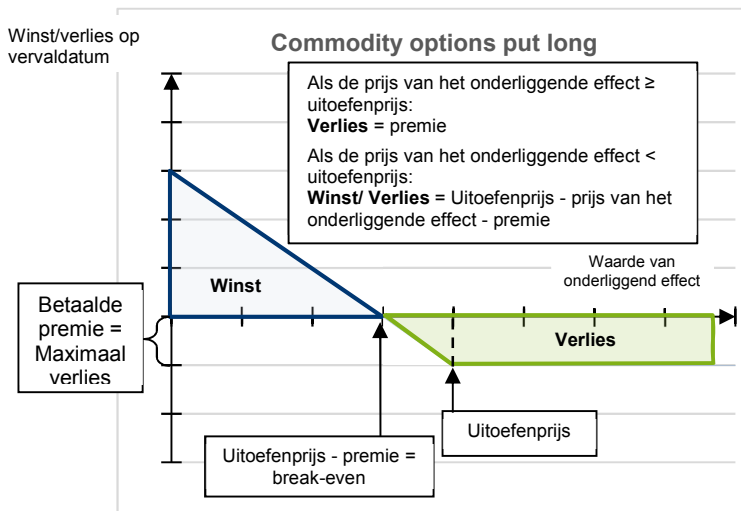 Winst/verlies op
vervaldatum
Commodity options put long
Als de prijs van het onderliggende effect ≥
uitoefenprijs:
Verlies = premie
Als de prijs van het onderliggende effect <
uitoefenprijs:
Winst/ Verlies = Uitoefenprijs - prijs van het
onderliggende effect - premie
Waarde van
onderliggend effect
Winst
Betaalde
premie =
Maximaal
verlies
Verlies
Uitoefenprijs
Uitoefenprijs - premie =
break-even